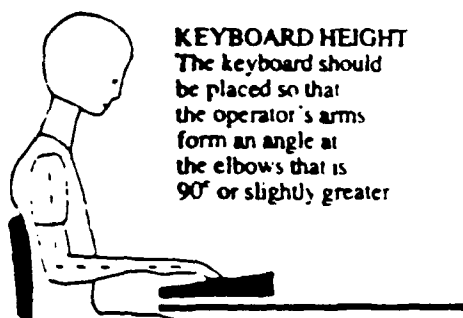 KEYBOARD HEIGHT
The keyboard should
be placed so that
the operator's arms
form an angle at
the elbows that is
90° or slightly greater